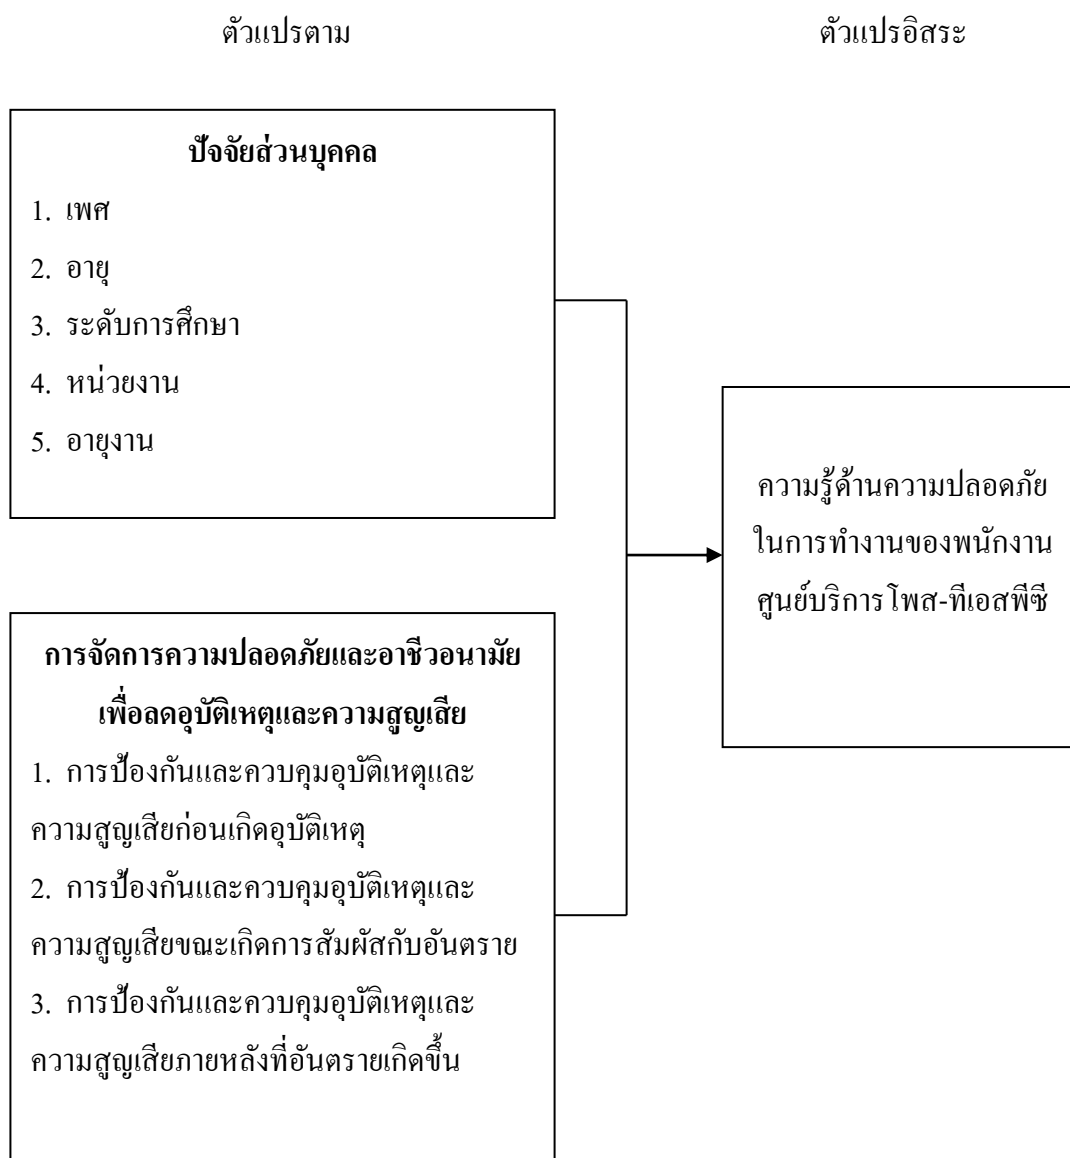 ตัวแปรตาม
ตัวแปรอิสระ
ปัจจัยส่วนบุคคล
1. เพศ
2. อายุ
3. ระดับการศึกษา
4. หน่วยงาน
5. อายุงาน
ความรู้ด้านความปลอดภัย
ในการทำงานของพนักงาน
ศูนย์บริการโพส-ทีเอสพีซี
การจัดการความปลอดภัยและอาชีวอนามัย
เพื่อลดอุบัติเหตุและความสูญเสีย
1. การป้องกันและควบคุมอุบัติเหตุและ
ความสูญเสียก่อนเกิดอุบัติเหตุ
2. การป้องกันและควบคุมอุบัติเหตุและ
ความสูญเสียขณะเกิดการสัมผัสกับอันตราย
3. การป้องกันและควบคุมอุบัติเหตุและ
ความสูญเสียภายหลังที่อันตรายเกิดขึ้น